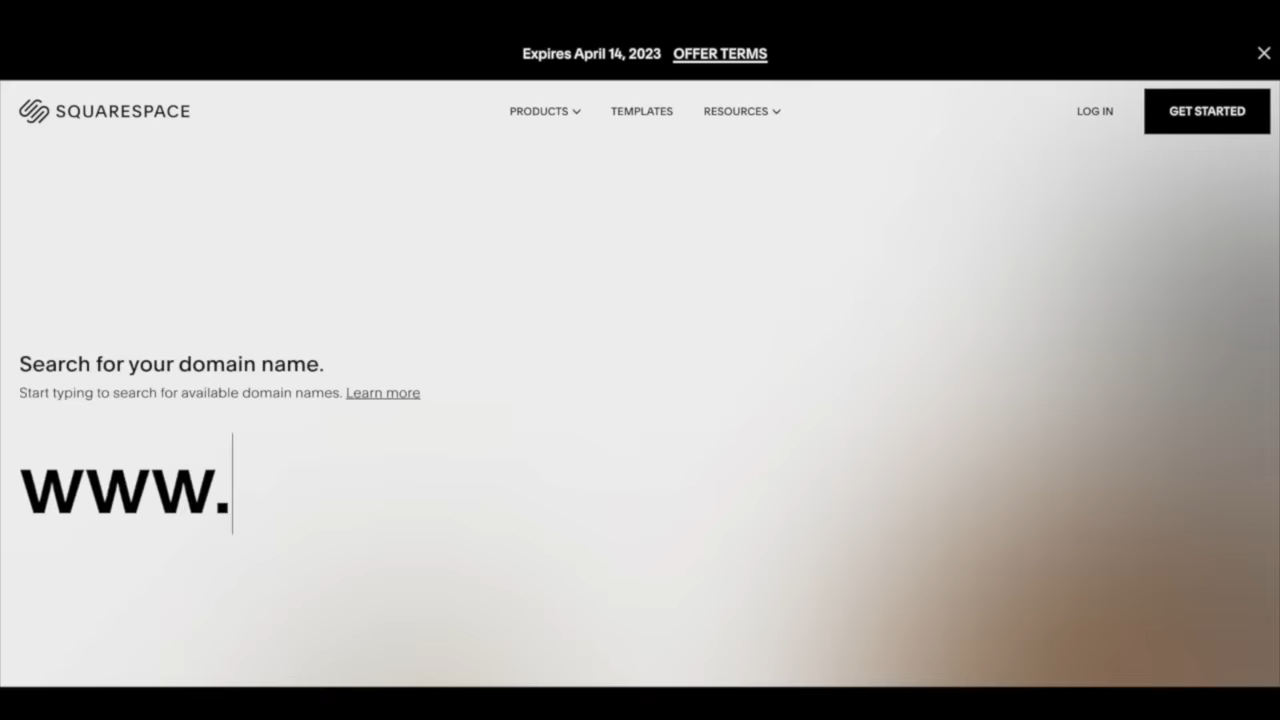 Expires April 14, 2023 OFFER TERMS
SQUARESPACE PRODUCTS TEMPLATES RESOURCES LOG IN GET STARTED
Search for your domain name.
Start typing to search for available domain names. Learn more
www.